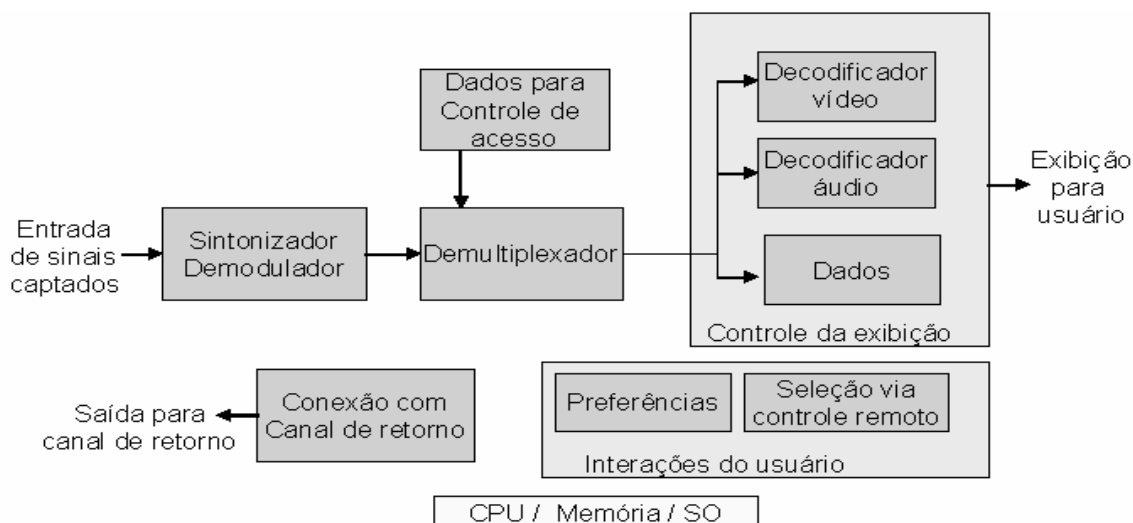 Dados para
Controle de
acesso
Decodificador
vídeo
Decodificador
áudio
Exibição
para
usuário
Entrada
de sinais
captados
Sintonizador
Demodulador
Demultiplexador
Dados
Controle da exibição
Saída para
canal de retorno
Conexão com
Canal de retorno
Preferências
Seleção via
controle remoto
Interações do usuário
CPU / Memória / SO